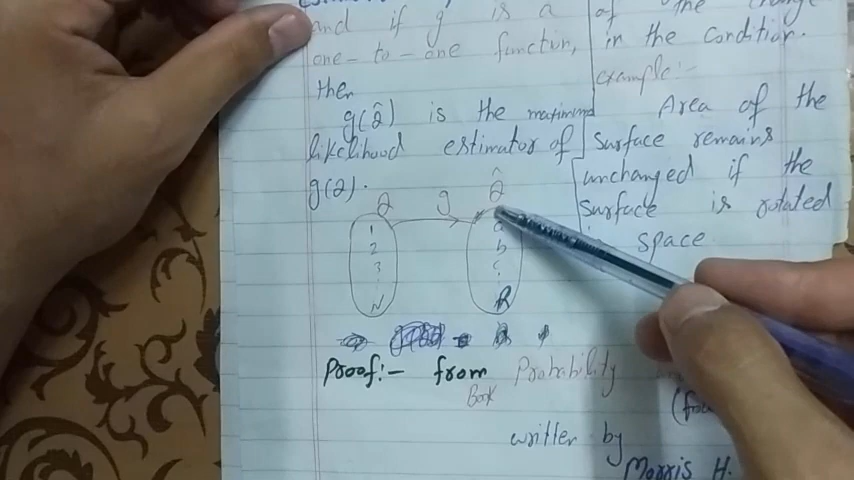 and if g is a
one-to-one function,
then
g(θ̂) is the maximum
likelihood estimator of
g(θ).
of the change
in the condition.
example:-
Area of the
surface remains
unchanged if the
surface is rotated
space
θ g θ̂
1 a
2 b
3
N R
Proof:- from Probability
Book
written by
Morris H.